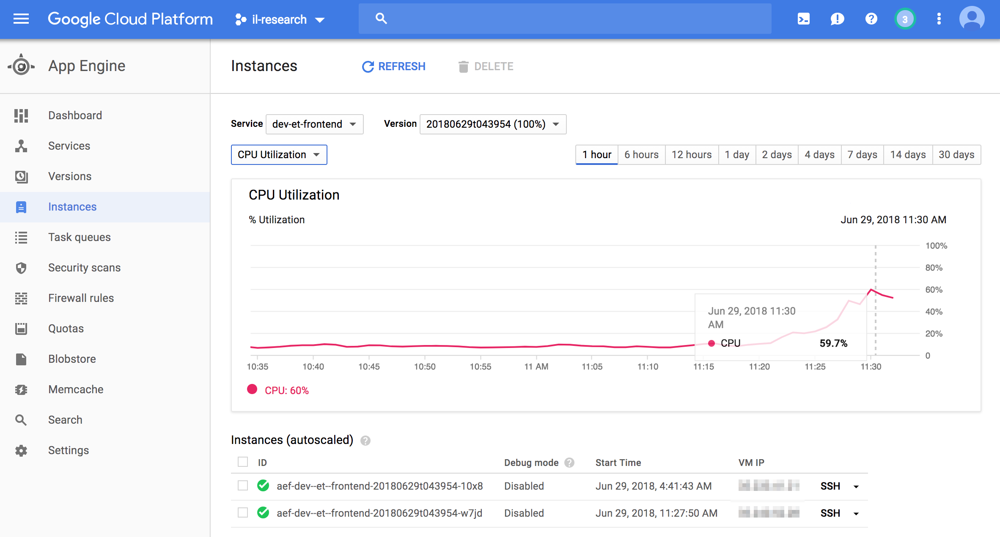 Google Cloud Platform il-research 3
App Engine
Instances REFRESH DELETE
Dashboard
Services
Versions
Instances
Task queues
Security scans
Firewall rules
Quotas
Blobstore
Memcache
Search
Settings
Service dev-et-frontend Version 20180629t043954 (100%)
CPU Utilization 1 hour 6 hours 12 hours 1 day 2 days 4 days 7 days 14 days 30 days
CPU Utilization
% Utilization Jun 29, 2018 11:30 AM
100%
80%
60%
40%
20%
0
Jun 29, 2018 11:30
AM
CPU 59.7%
10:35 10:40 10:45 10:50 10:55 11 AM 11:05 11:10 11:15 11:20 11:25 11:30
CPU: 60%
Instances (autoscaled) ?
ID Debug mode ? Start Time VM IP
aef-dev--et--frontend-20180629t043954-10x8 Disabled Jun 29, 2018, 4:41:43 AM SSH
aef-dev--et--frontend-20180629t043954-w7jd Disabled Jun 29, 2018, 11:27:50 AM SSH